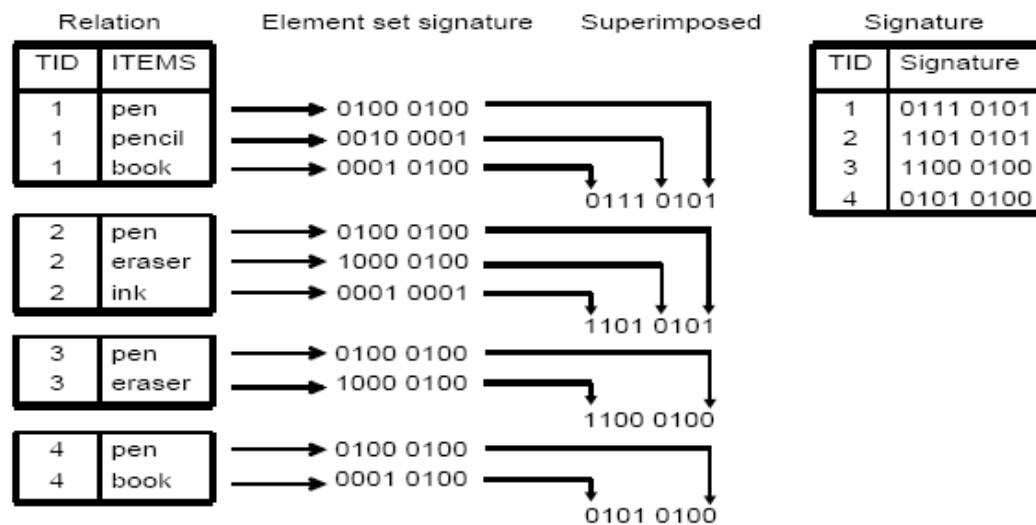 Relation Element set signature Superimposed Signature
TID ITEMS TID Signature
1 pen 0100 0100 1 0111 0101
1 pencil 0010 0001 2 1101 0101
1 book 0001 0100 3 1100 0100
0111 0101 4 0101 0100
2 pen 0100 0100
2 eraser 1000 0100
2 ink 0001 0001
1101 0101
3 pen 0100 0100
3 eraser 1000 0100
1100 0100
4 pen 0100 0100
4 book 0001 0100
0101 0100